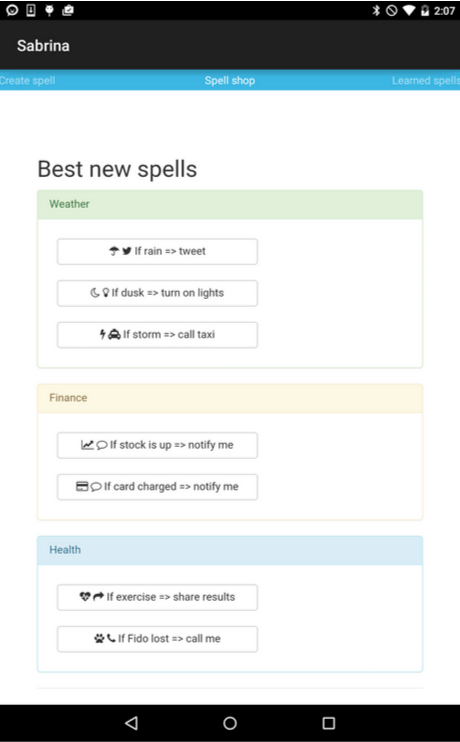 2:07
Sabrina
Create spell Spell shop Learned spells
Best new spells
Weather
If rain => tweet
If dusk => turn on lights
If storm => call taxi
Finance
If stock is up => notify me
If card charged => notify me
Health
If exercise => share results
If Fido lost => call me